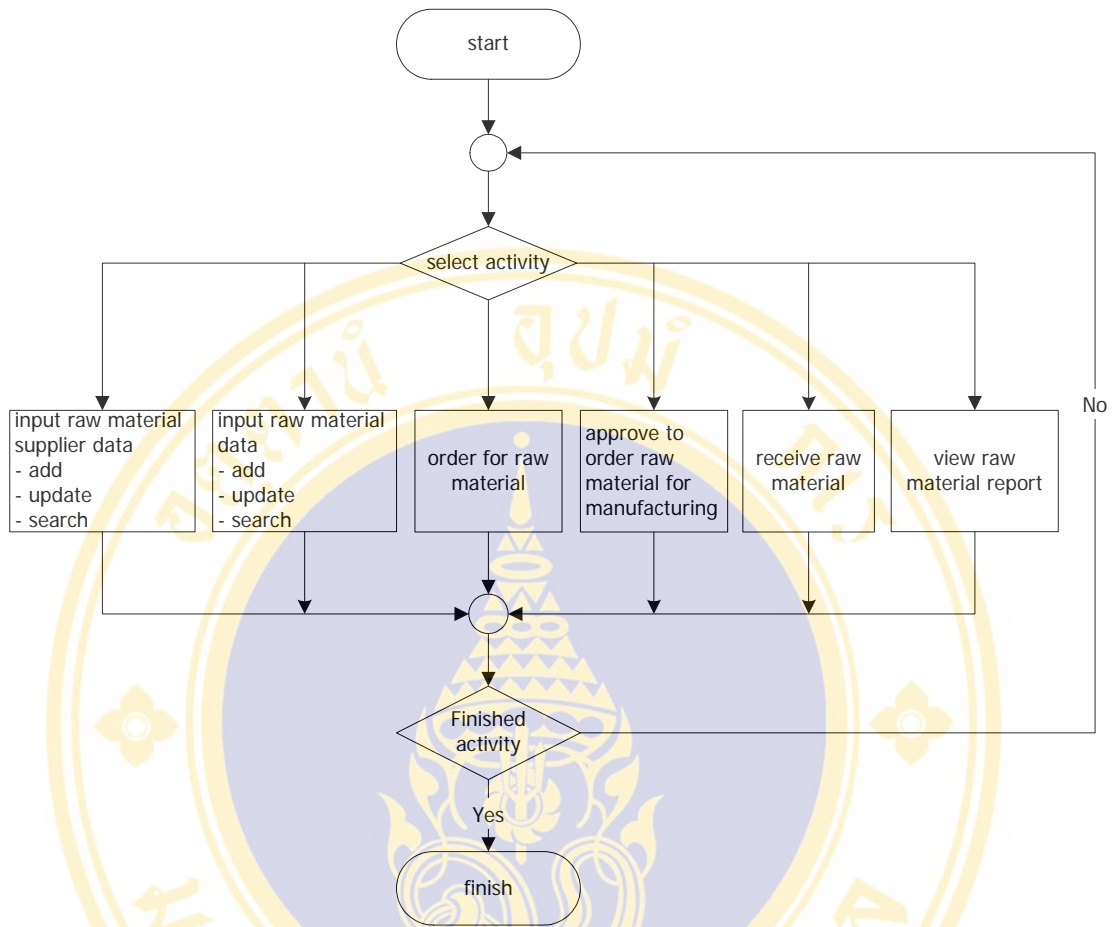 start
select activity
input raw material
supplier data
- add
- update
- search
input raw material
data
- add
- update
- search
order for raw
material
approve to
order raw
material for
manufacturing
receive raw
material
view raw
material report
No
Finished
activity
Yes
finish